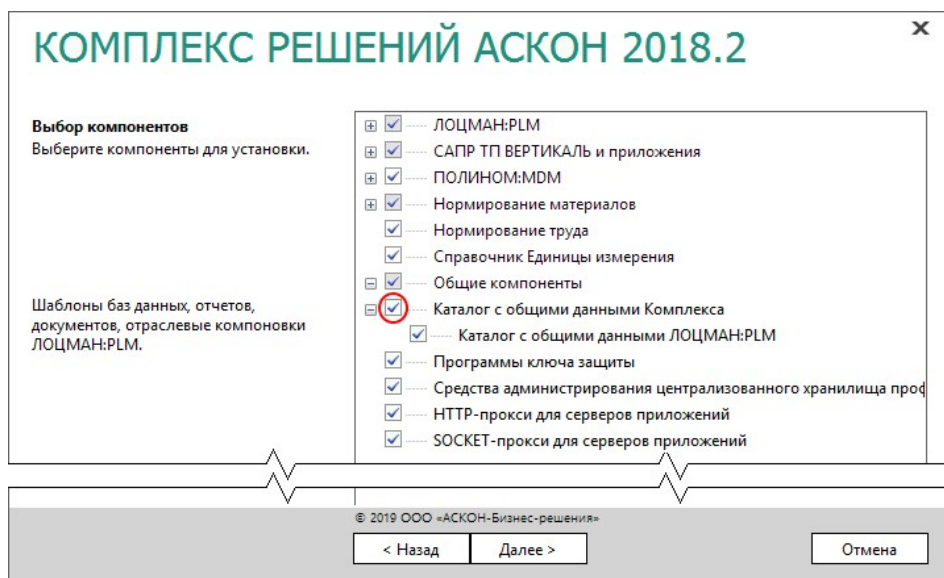 КОМПЛЕКС РЕШЕНИЙ АСКОН 2018.2
Выбор компонентов
Выберите компоненты для установки.
Шаблоны баз данных, отчетов,
документов, отраслевые компоновки
ЛОЦМАН:PLM.
ЛОЦМАН:PLM
САПР ТП ВЕРТИКАЛЬ и приложения
ПОЛИНОМ:MDM
Нормирование материалов
Нормирование труда
Справочник Единицы измерения
Общие компоненты
Каталог с общими данными Комплекса
Каталог с общими данными ЛОЦМАН:PLM
Программы ключа защиты
Средства администрирования централизованного хранилища
HTTP-прокси для серверов приложений
SOCKET-прокси для серверов приложений
© 2019 ООО «АСКОН-Бизнес-решения»
< Назад
Далее >
Отмена